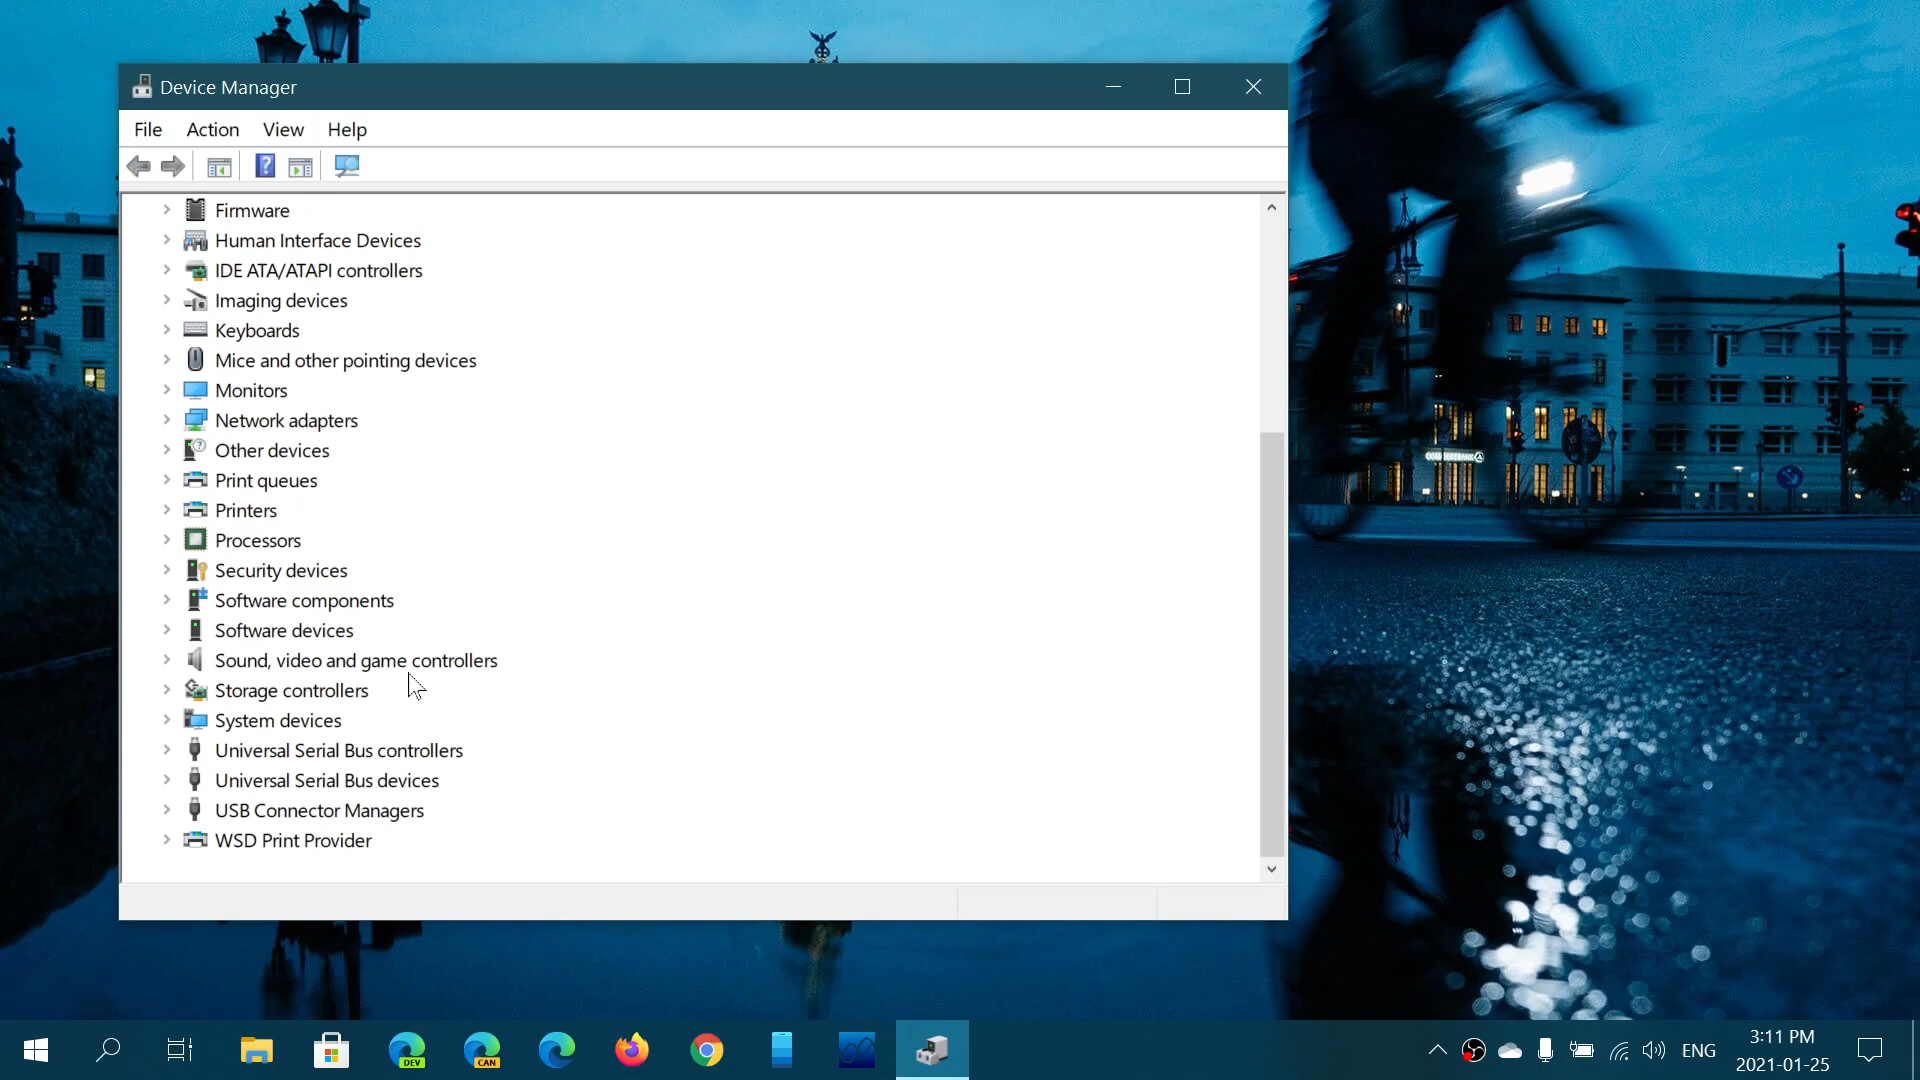 Device Manager
File Action View Help
Firmware
Human Interface Devices
IDE ATA/ATAPI controllers
Imaging devices
Keyboards
Mice and other pointing devices
Monitors
Network adapters
Other devices
Print queues
Printers
Processors
Security devices
Software components
Software devices
Sound, video and game controllers
Storage controllers
System devices
Universal Serial Bus controllers
Universal Serial Bus devices
USB Connector Managers
WSD Print Provider
DEV
CAN
ENG
3:11 PM
2021-01-25